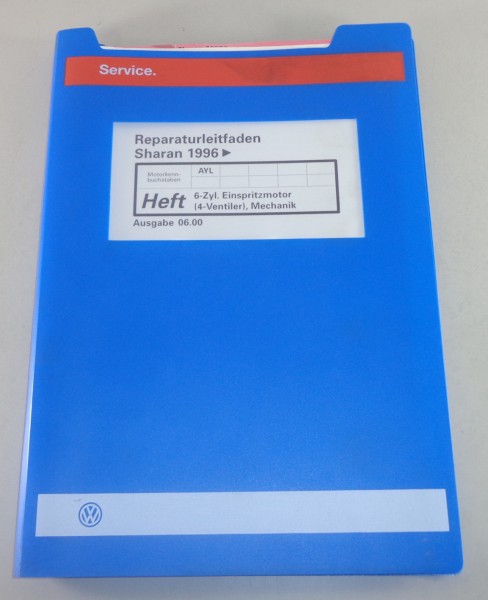 Service.
Reparaturleitfaden
Sharan 1996 ►
Motorkenn-
buchstaben
AYL
Heft
6-Zyl. Einspritzmotor
(4-Ventiler), Mechanik
Ausgabe 06.00